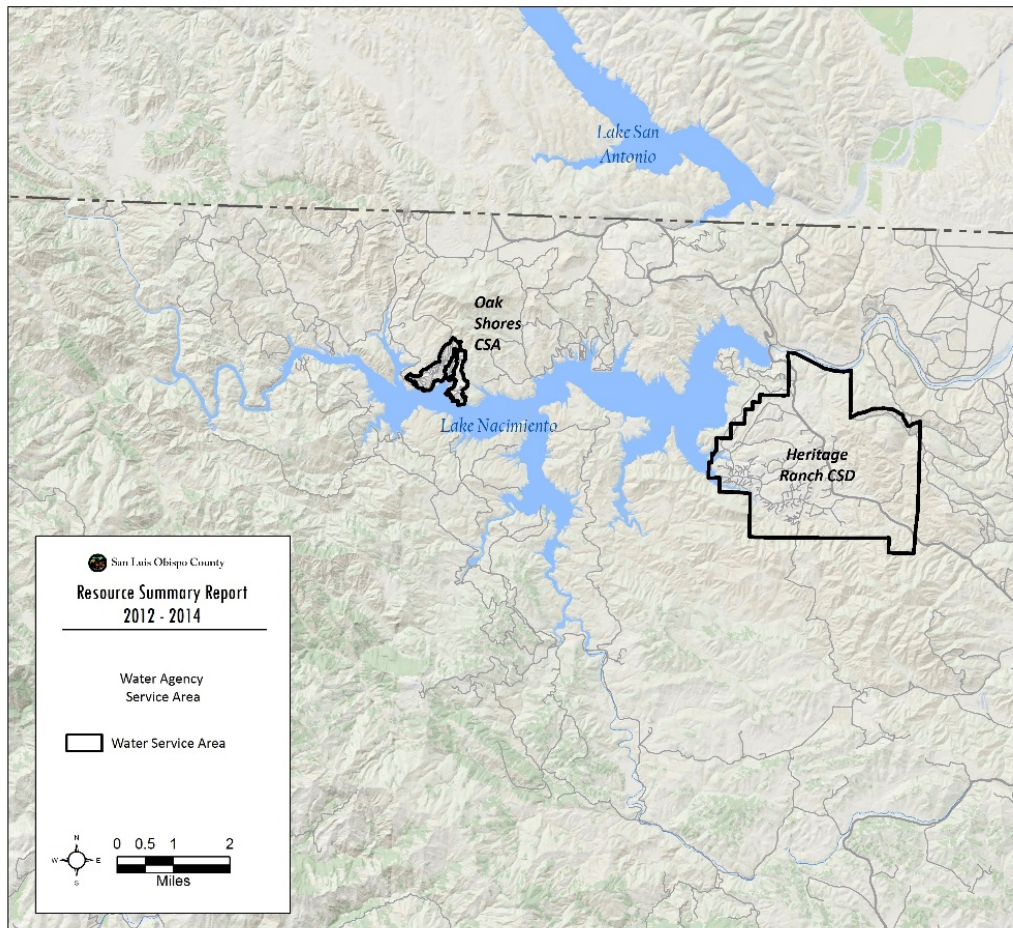 Lake San
Antonio
Oak
Shores
CSA
Lake Nacimiento
Heritage
Ranch CSD
San Luis Obispo County
Resource Summary Report
2012 - 2014
Water Agency
Service Area
Water Service Area
N
W E
S
0 0.5 1 2
Miles